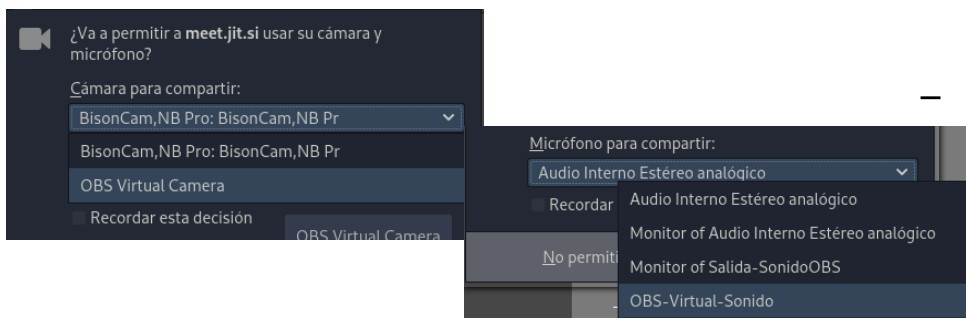 ¿Va a permitir a meet.jit.si usar su cámara y
micrófono?
Cámara para compartir:
BisonCam,NB Pro: BisonCam,NB Pr
BisonCam,NB Pro: BisonCam,NB Pr
OBS Virtual Camera
Recordar esta decisión
OBS Virtual Camera
Micrófono para compartir:
Audio Interno Estéreo analógico
Recordar
Audio Interno Estéreo analógico
Monitor of Audio Interno Estéreo analógico
No permiti
Monitor of Salida-SonidoOBS
OBS-Virtual-Sonido